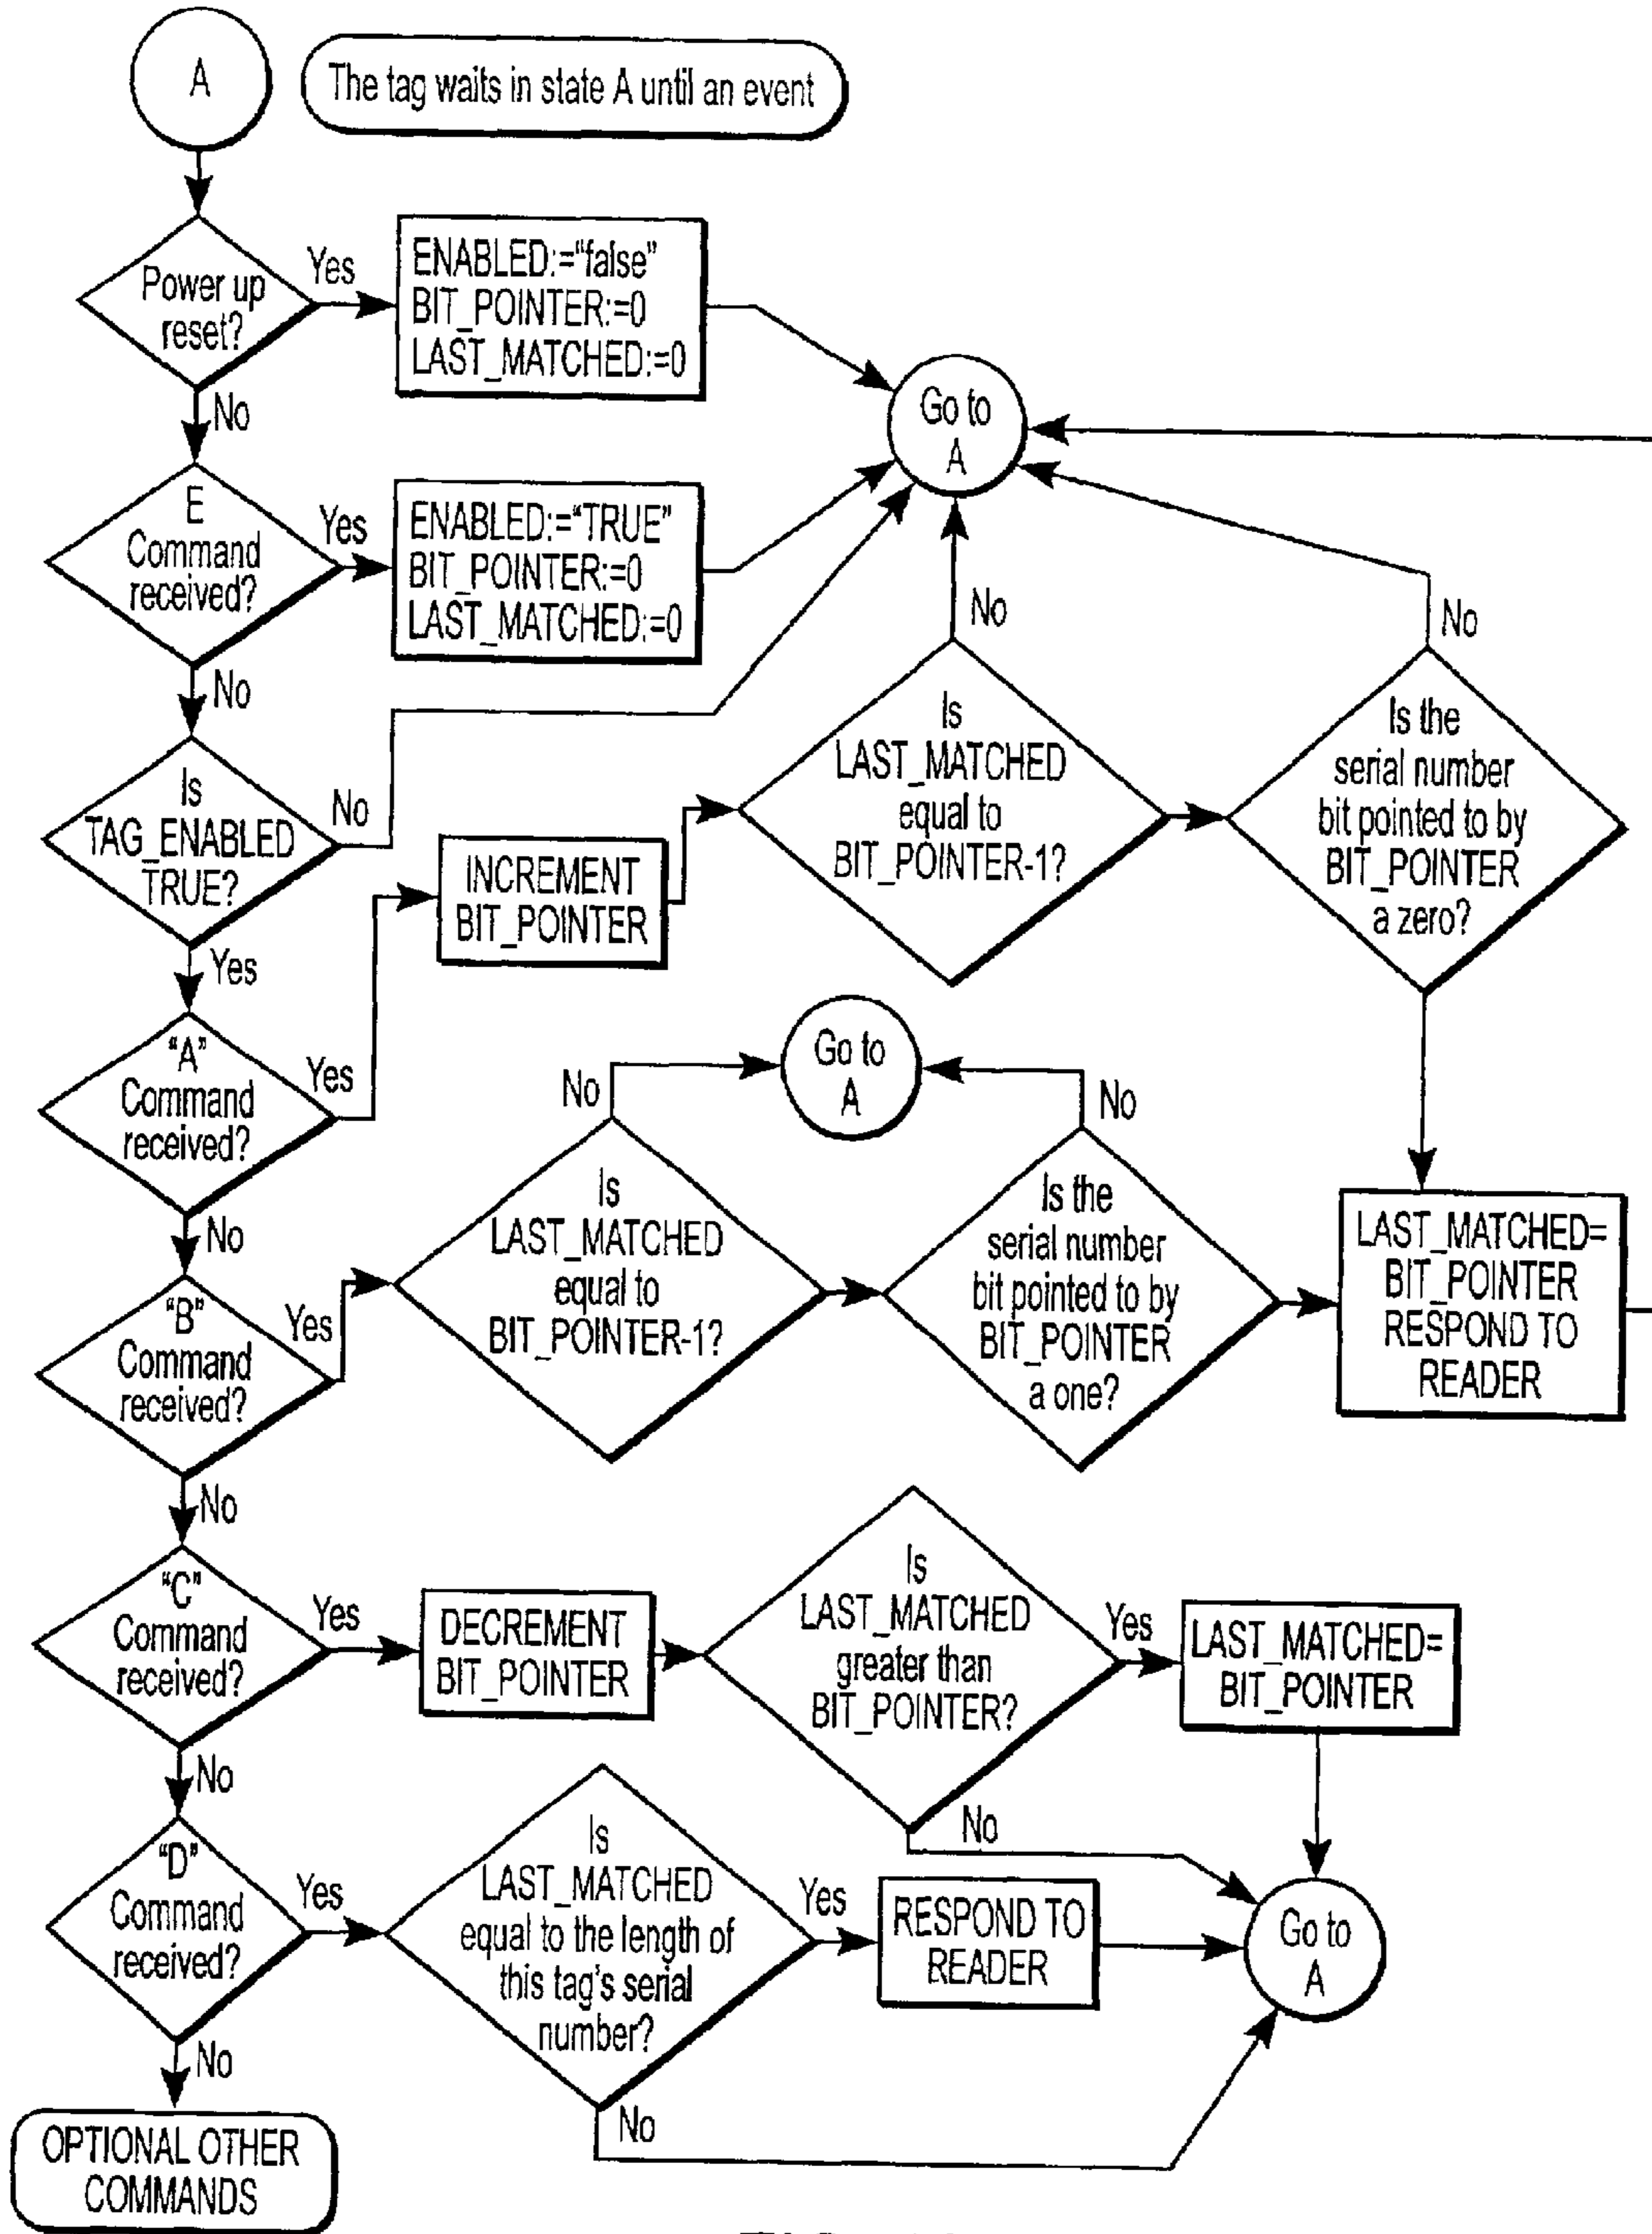 A
The tag waits in state A until an event
Power up
reset?
Yes
ENABLED:="false"
BIT_POINTER:=0
LAST_MATCHED:=0
No
Go to
A
E
Command
received?
Yes
ENABLED:="TRUE"
BIT_POINTER:=0
LAST_MATCHED:=0
No
Is
TAG_ENABLED
TRUE?
No
Yes
"A"
Command
received?
Yes
INCREMENT
BIT_POINTER
Is
LAST_MATCHED
equal to
BIT_POINTER-1?
No
Is the
serial number
bit pointed to by
BIT_POINTER
a zero?
No
No
"B"
Command
received?
Yes
Is
LAST_MATCHED
equal to
BIT_POINTER-1?
No
Go to
A
Is the
serial number
bit pointed to by
BIT_POINTER
a one?
No
LAST_MATCHED=
BIT_POINTER
RESPOND TO
READER
No
"C"
Command
received?
Yes
DECREMENT
BIT_POINTER
Is
LAST_MATCHED
greater than
BIT_POINTER?
Yes
LAST_MATCHED=
BIT_POINTER
No
No
"D"
Command
received?
Yes
Is
LAST_MATCHED
equal to the length of
this tag's serial
number?
Yes
RESPOND TO
READER
Go to
A
No
No
OPTIONAL OTHER
COMMANDS